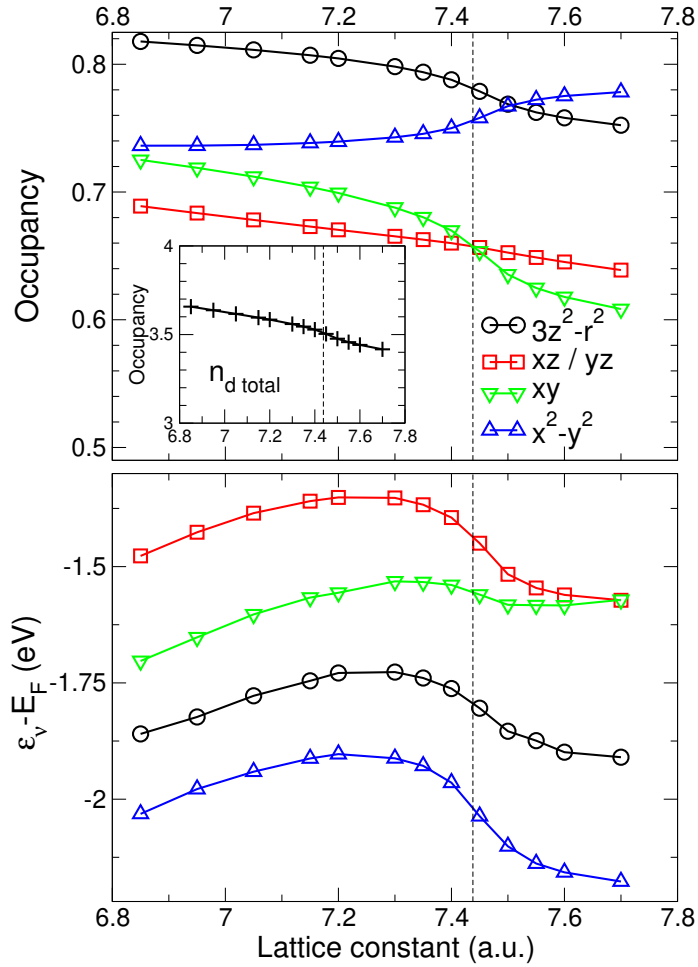 6.8 7 7.2 7.4 7.6 7.8
0.8
0.7
0.6
0.5
Occupancy
4
3.5
3
Occupancy
n_d total
6.8 7 7.2 7.4 7.6 7.8
3z²-r²
xz / yz
xy
x²-y²
-1.5
-1.75
-2
ε_ν-E_F (eV)
6.8 7 7.2 7.4 7.6 7.8
Lattice constant (a.u.)